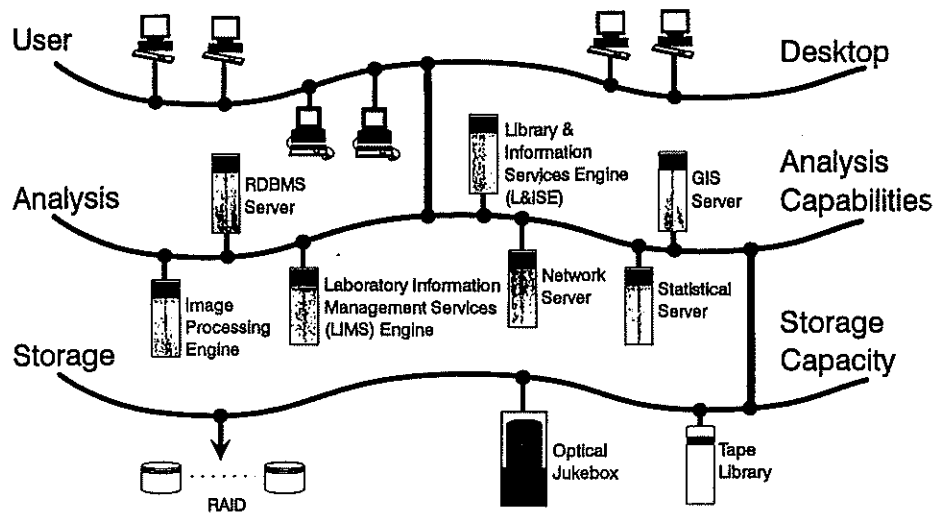 User
Desktop
Library &
Information
Services Engine
(L&ISE)
RDBMS
Server
GIS
Server
Analysis
Analysis
Capabilities
Image
Processing
Engine
Laboratory Information
Management Services
(LIMS) Engine
Network
Server
Statistical
Server
Storage
Storage
Capacity
RAID
Optical
Jukebox
Tape
Library